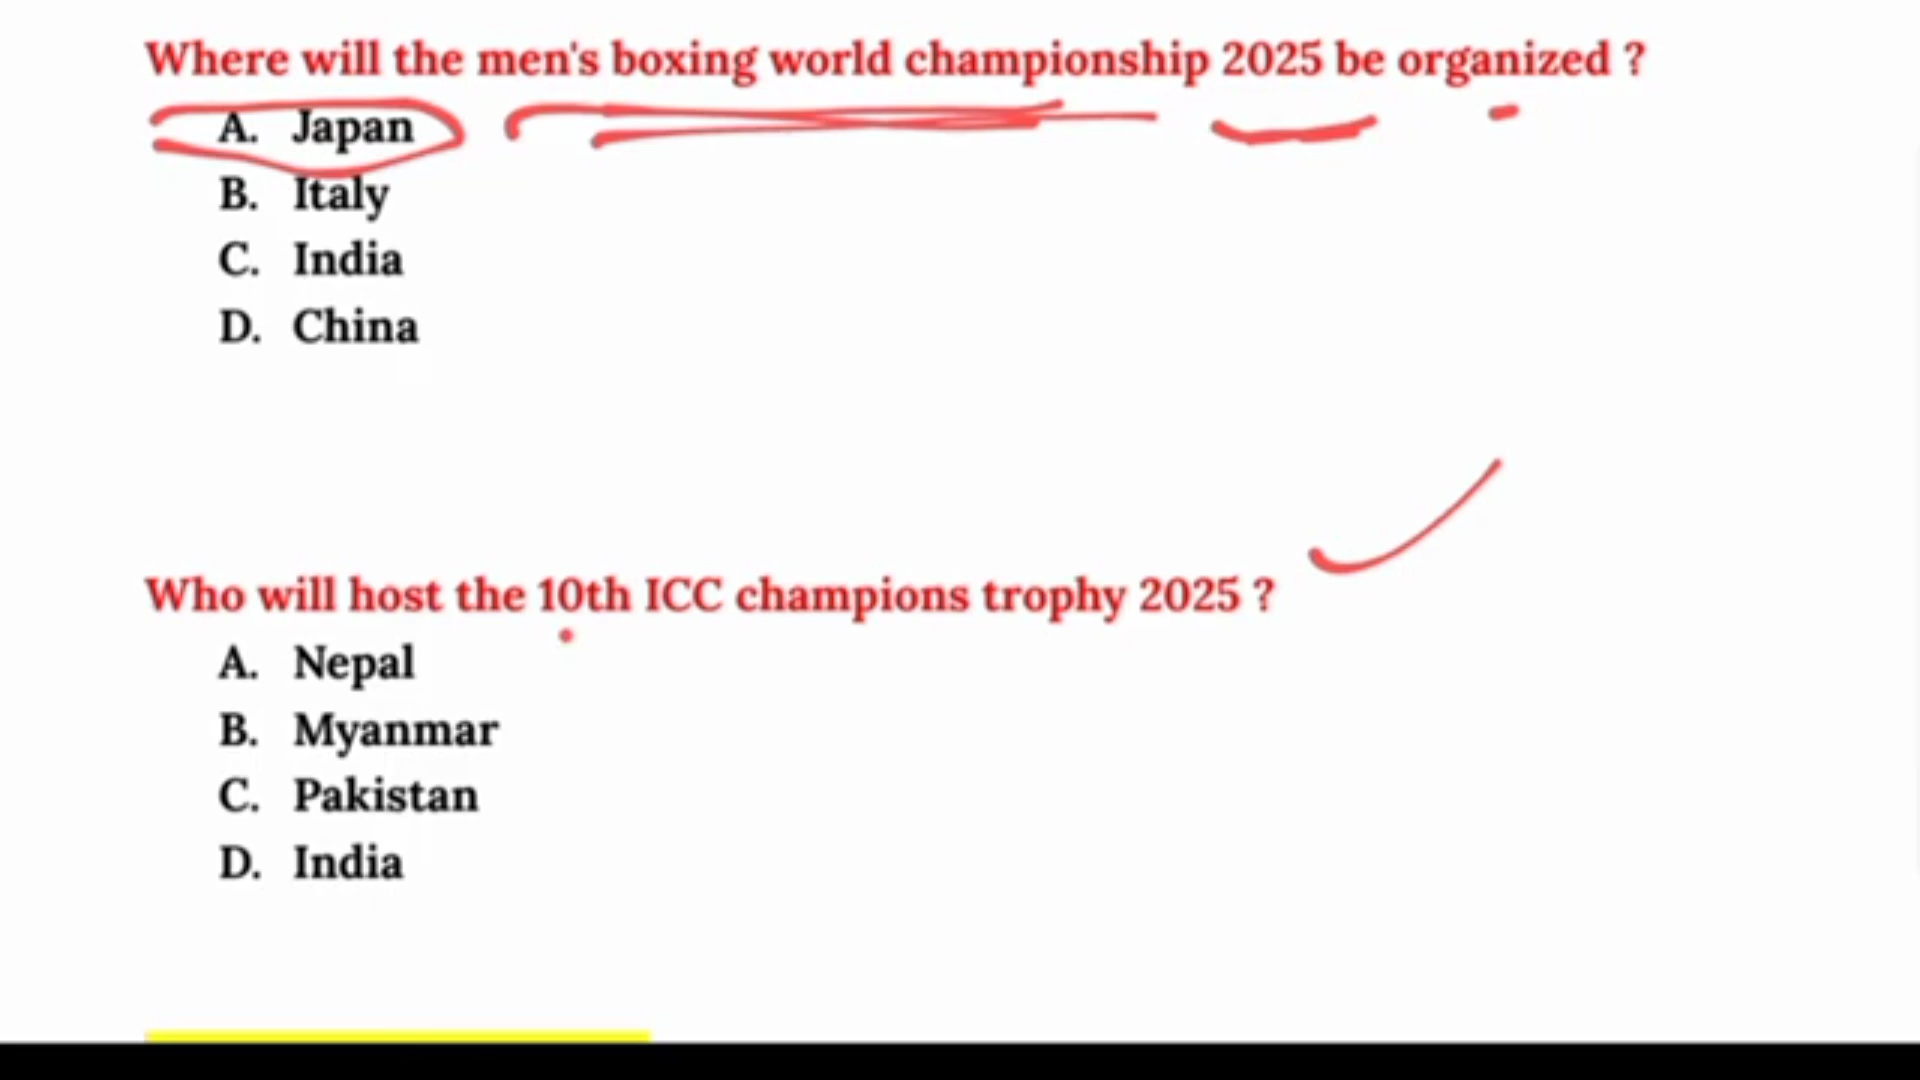 Where will the men's boxing world championship 2025 be organized ?
A. Japan
B. Italy
C. India
D. China
Who will host the 10th ICC champions trophy 2025 ?
A. Nepal
B. Myanmar
C. Pakistan
D. India